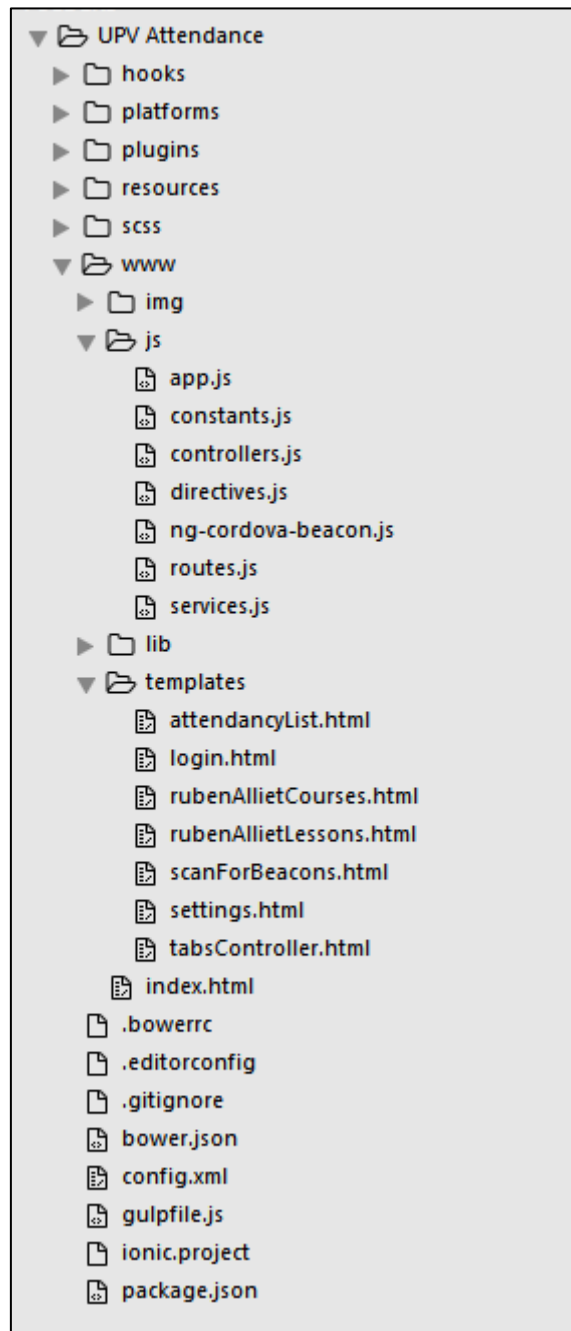 UPV Attendance
hooks
platforms
plugins
resources
scss
www
img
js
app.js
constants.js
controllers.js
directives.js
ng-cordova-beacon.js
routes.js
services.js
lib
templates
attendancyList.html
login.html
rubenAllietCourses.html
rubenAllietLessons.html
scanForBeacons.html
settings.html
tabsController.html
index.html
.bowerrc
.editorconfig
.gitignore
bower.json
config.xml
gulpfile.js
ionic.project
package.json